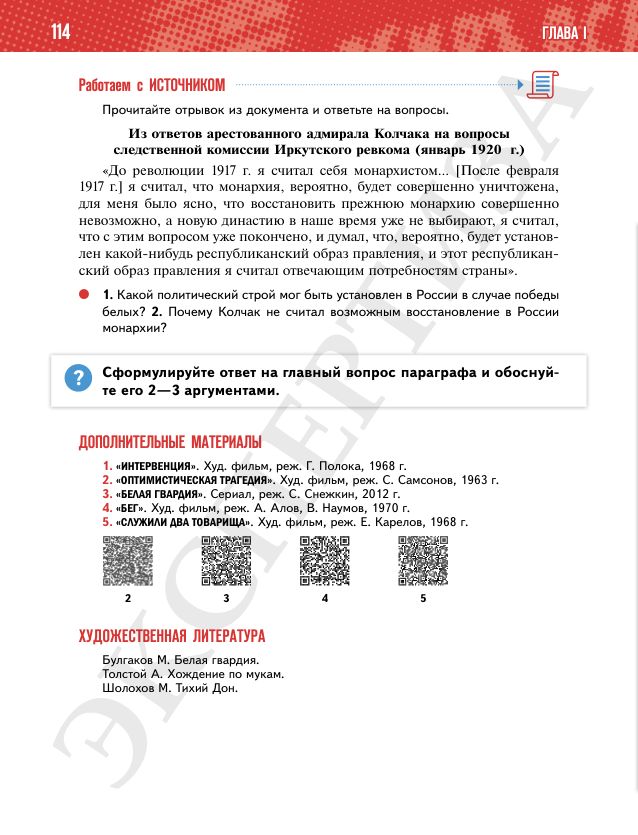 114
ГЛАВА I
Работаем с ИСТОЧНИКОМ
Прочитайте отрывок из документа и ответьте на вопросы.
Из ответов арестованного адмирала Колчака на вопросы
следственной комиссии Иркутского ревкома (январь 1920 г.)
«До революции 1917 г. я считал себя монархистом... [После февраля
1917 г.] я считал, что монархия, вероятно, будет совершенно уничтожена,
для меня было ясно, что восстановить прежнюю монархию совершенно
невозможно, а новую династию в наше время уже не выбирают, я считал,
что с этим вопросом уже покончено, и думал, что, вероятно, будет установ-
лен какой-нибудь республиканский образ правления, и этот республикан-
ский образ правления я считал отвечающим потребностям страны».
1. Какой политический строй мог быть установлен в России в случае победы
белых? 2. Почему Колчак не считал возможным восстановление в России
монархии?
?
Сформулируйте ответ на главный вопрос параграфа и обоснуй-
те его 2—3 аргументами.
ДОПОЛНИТЕЛЬНЫЕ МАТЕРИАЛЫ
1. «ИНТЕРВЕНЦИЯ». Худ. фильм, реж. Г. Полока, 1968 г.
2. «ОПТИМИСТИЧЕСКАЯ ТРАГЕДИЯ». Худ. фильм, реж. С. Самсонов, 1963 г.
3. «БЕЛАЯ ГВАРДИЯ». Сериал, реж. С. Снежкин, 2012 г.
4. «БЕГ». Худ. фильм, реж. А. Алов, В. Наумов, 1970 г.
5. «СЛУЖИЛИ ДВА ТОВАРИЩА». Худ. фильм, реж. Е. Карелов, 1968 г.
2 3 4 5
ХУДОЖЕСТВЕННАЯ ЛИТЕРАТУРА
Булгаков М. Белая гвардия.
Толстой А. Хождение по мукам.
Шолохов М. Тихий Дон.
ЭКСПЕРТИЗА